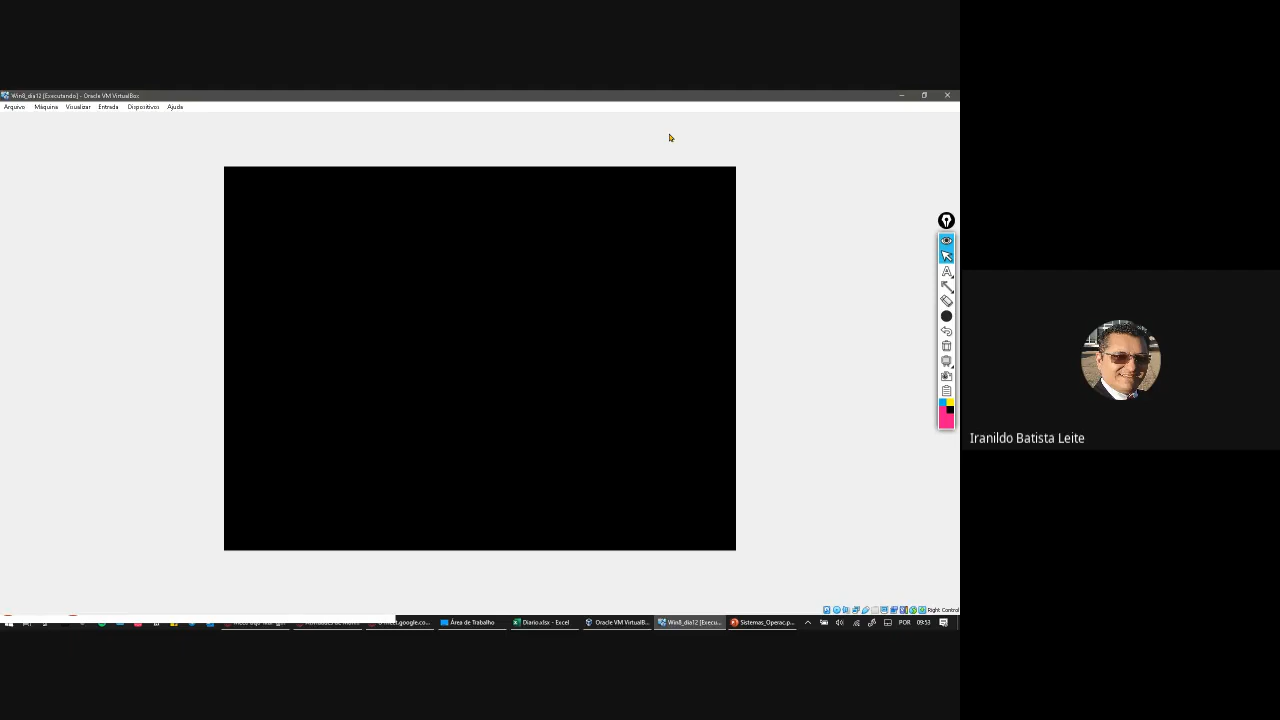 Win8_dia12 [Executando] - Oracle VM VirtualBox
Arquivo Máquina Visualizar Entrada Dispositivos Ajuda
A
Iranildo Batista Leite
Right Control
Área de Trabalho
Diario.xlsx - Excel
Oracle VM VirtualB...
Win8_dia12 [Execu...
Sistemas_Operac.p...
POR
09:53